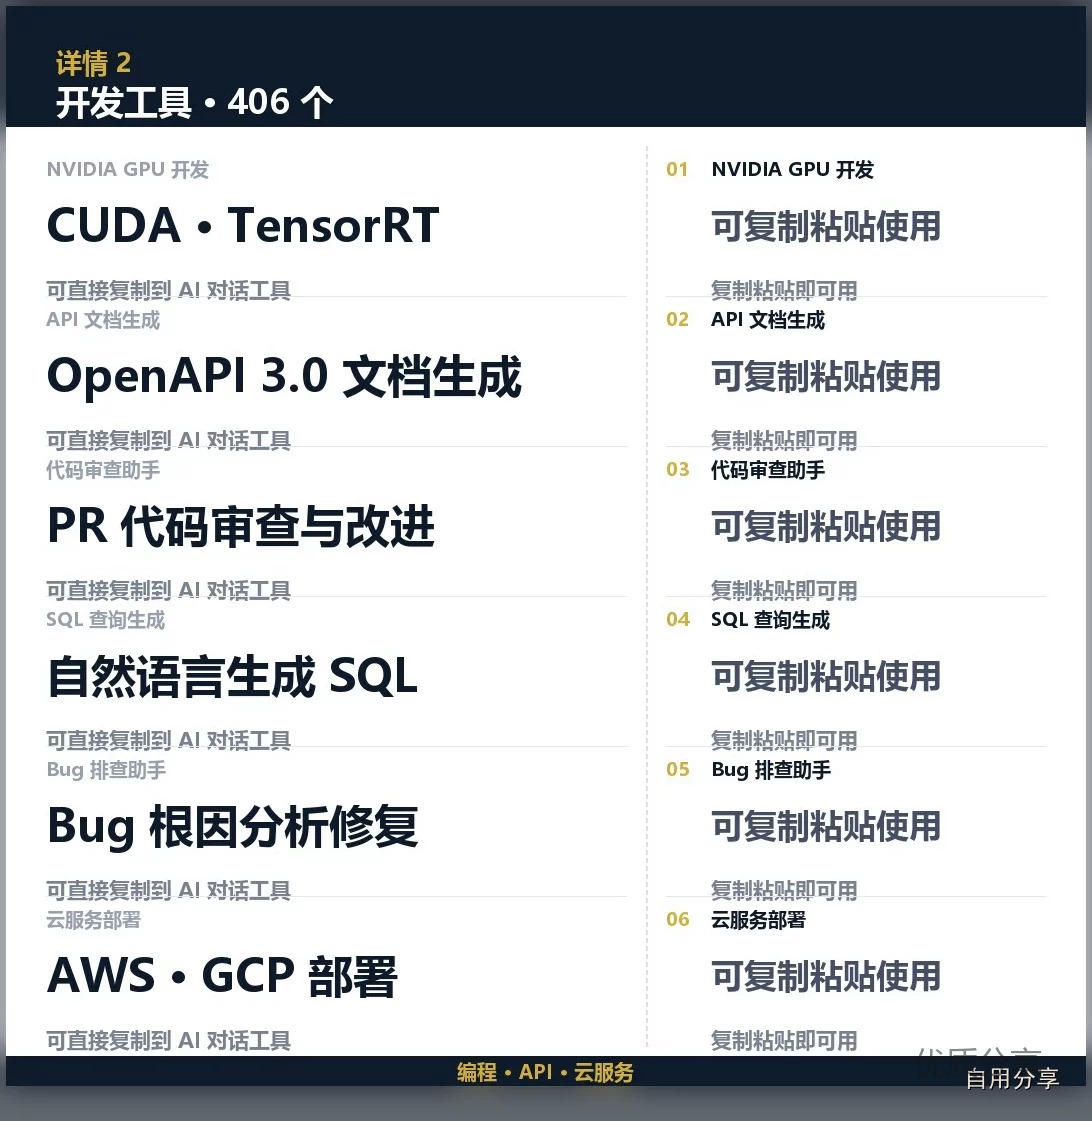 详情 2
开发工具 • 406 个
NVIDIA GPU 开发
CUDA • TensorRT
可直接复制到 AI 对话工具
API 文档生成
OpenAPI 3.0 文档生成
可直接复制到 AI 对话工具
代码审查助手
PR 代码审查与改进
可直接复制到 AI 对话工具
SQL 查询生成
自然语言生成 SQL
可直接复制到 AI 对话工具
Bug 排查助手
Bug 根因分析修复
可直接复制到 AI 对话工具
云服务部署
AWS • GCP 部署
可直接复制到 AI 对话工具
01 NVIDIA GPU 开发
可复制粘贴使用
复制粘贴即可用
02 API 文档生成
可复制粘贴使用
复制粘贴即可用
03 代码审查助手
可复制粘贴使用
复制粘贴即可用
04 SQL 查询生成
可复制粘贴使用
复制粘贴即可用
05 Bug 排查助手
可复制粘贴使用
复制粘贴即可用
06 云服务部署
可复制粘贴使用
复制粘贴即可用
编程 • API • 云服务
优质分享
自用分享